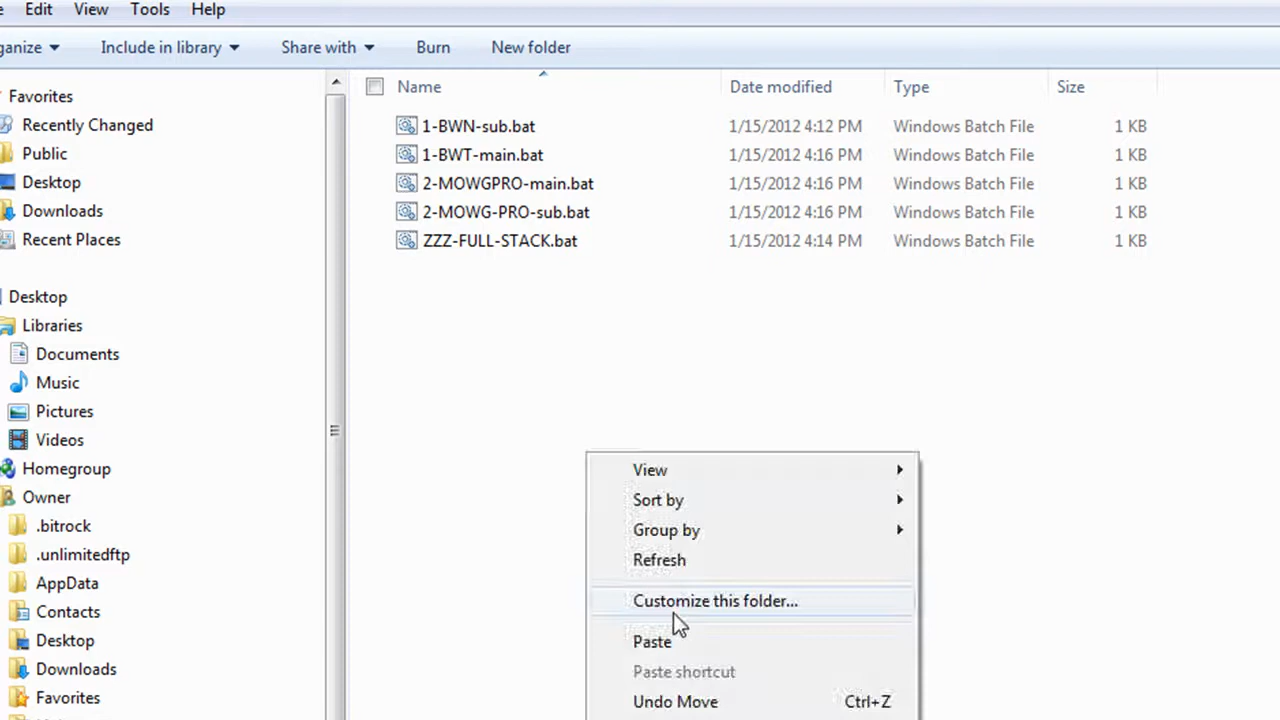 Edit View Tools Help
ganize Include in library Share with Burn New folder
Name Date modified Type Size
1-BWN-sub.bat 1/15/2012 4:12 PM Windows Batch File 1 KB
1-BWT-main.bat 1/15/2012 4:16 PM Windows Batch File 1 KB
2-MOWGPRO-main.bat 1/15/2012 4:16 PM Windows Batch File 1 KB
2-MOWG-PRO-sub.bat 1/15/2012 4:16 PM Windows Batch File 1 KB
ZZZ-FULL-STACK.bat 1/15/2012 4:14 PM Windows Batch File 1 KB
Favorites
Recently Changed
Public
Desktop
Downloads
Recent Places
Desktop
Libraries
Documents
Music
Pictures
Videos
Homegroup
Owner
.bitrock
.unlimitedftp
AppData
Contacts
Desktop
Downloads
Favorites
View
Sort by
Group by
Refresh
Customize this folder...
Paste
Paste shortcut
Undo Move Ctrl+Z